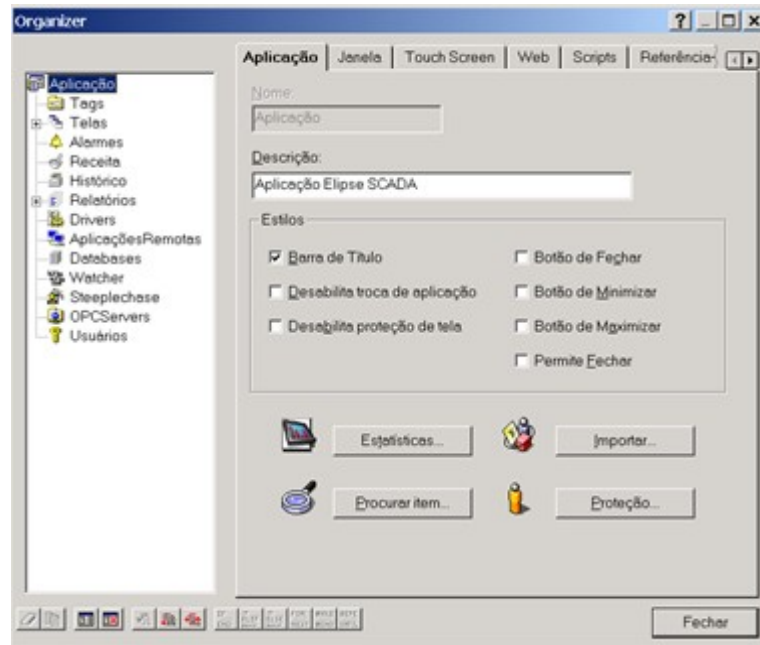 Organizer
Aplicação
Tags
Telas
Alarmes
Receita
Histórico
Relatórios
Drivers
AplicaçõesRemotas
Databases
Watcher
Steeplechase
OPCServers
Usuários
Aplicação Janela Touch Screen Web Scripts Referência
Nome:
Aplicação
Descrição:
Aplicação Elipse SCADA
Estilos
Barra de Título
Botão de Fechar
Desabilita troca de aplicação
Botão de Minimizar
Desabilita proteção de tela
Botão de Maximizar
Permite Fechar
Estatísticas...
Importar...
Procurar item...
Proteção...
Fechar